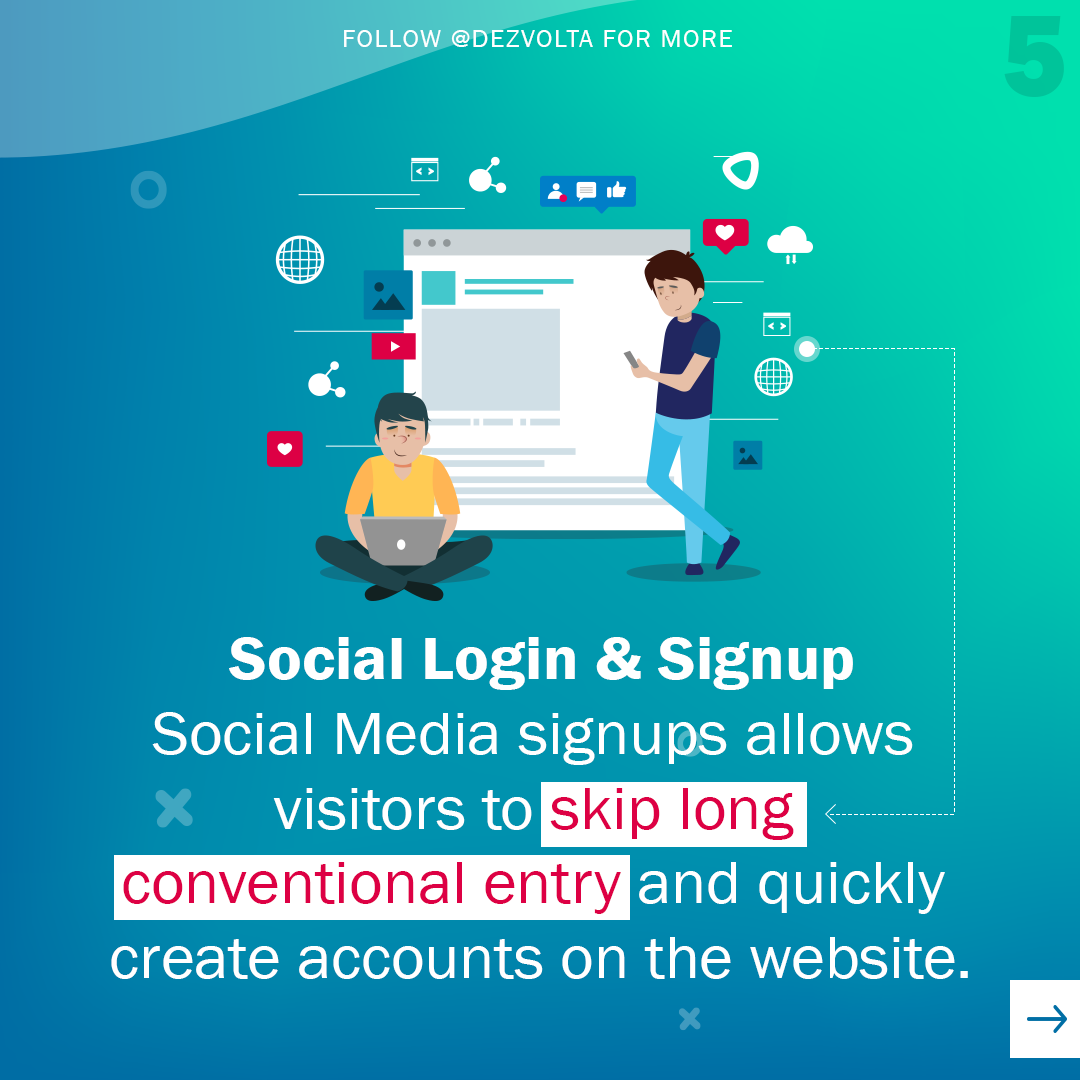 FOLLOW @DEZVOLTA FOR MORE
5
Social Login & Signup
Social Media signups allows
visitors to skip long
conventional entry and quickly
create accounts on the website.